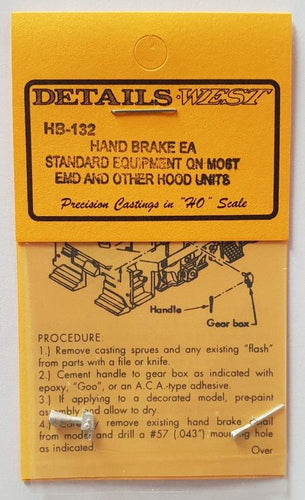 DETAILS WEST
HB-132
HAND BRAKE EA
STANDARD EQUIPMENT ON MOST
EMD AND OTHER HOOD UNITS
Precision Castings in "HO" Scale
Handle
Gear box
PROCEDURE:
1.) Remove casting sprues and any existing "flash"
from parts with a file or knife.
2.) Cement handle to gear box as indicated with
epoxy, "Goo", or an A.C.A.-type adhesive.
3.) If applying to a decorated model, pre-paint
assembly and allow to dry.
4.) Carefully remove existing hand brake detail
from model and drill a #57 (.043") mounting hole
as indicated.
Over